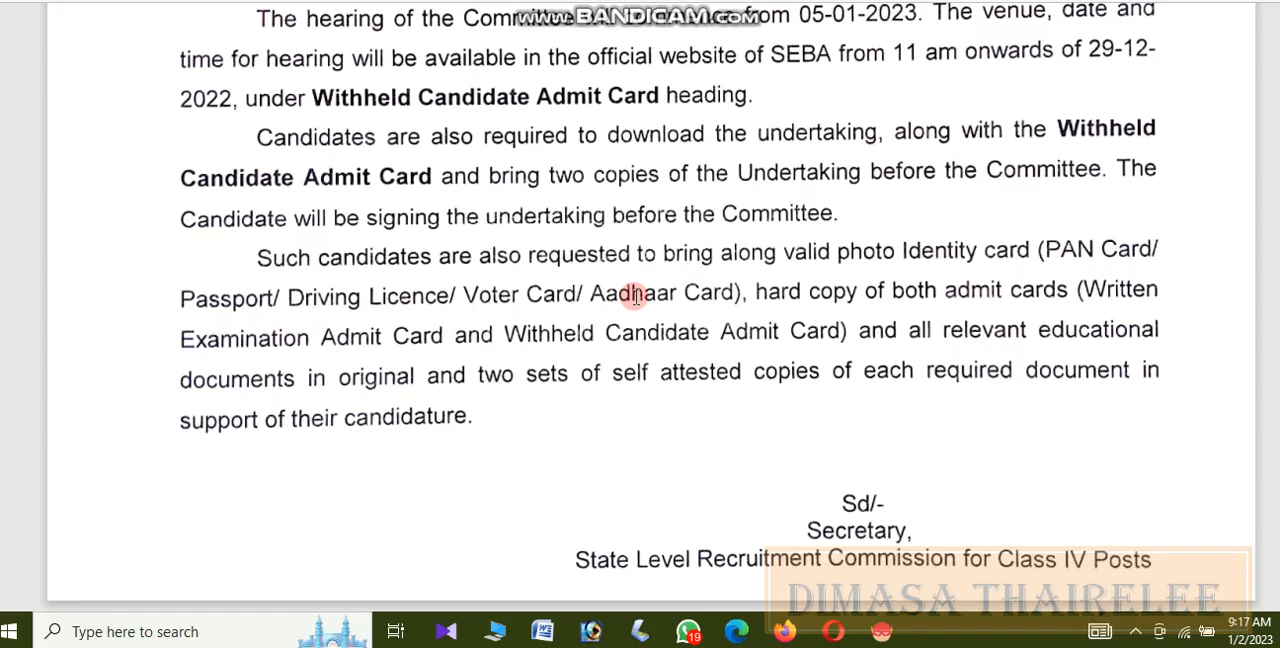 www.BANDICAM.com
The hearing of the Committee from 05-01-2023. The venue, date and
time for hearing will be available in the official website of SEBA from 11 am onwards of 29-12-
2022, under Withheld Candidate Admit Card heading.
Candidates are also required to download the undertaking, along with the Withheld
Candidate Admit Card and bring two copies of the Undertaking before the Committee. The
Candidate will be signing the undertaking before the Committee.
Such candidates are also requested to bring along valid photo Identity card (PAN Card/
Passport/ Driving Licence/ Voter Card/ Aadhaar Card), hard copy of both admit cards (Written
Examination Admit Card and Withheld Candidate Admit Card) and all relevant educational
documents in original and two sets of self attested copies of each required document in
support of their candidature.
Sd/-
Secretary,
State Level Recruitment Commission for Class IV Posts
DIMASA THAIRELEE
Type here to search
19
9:17 AM
1/2/2023